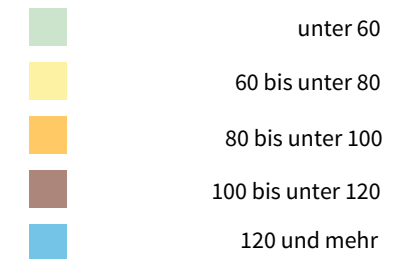 unter 60
60 bis unter 80
80 bis unter 100
100 bis unter 120
120 und mehr